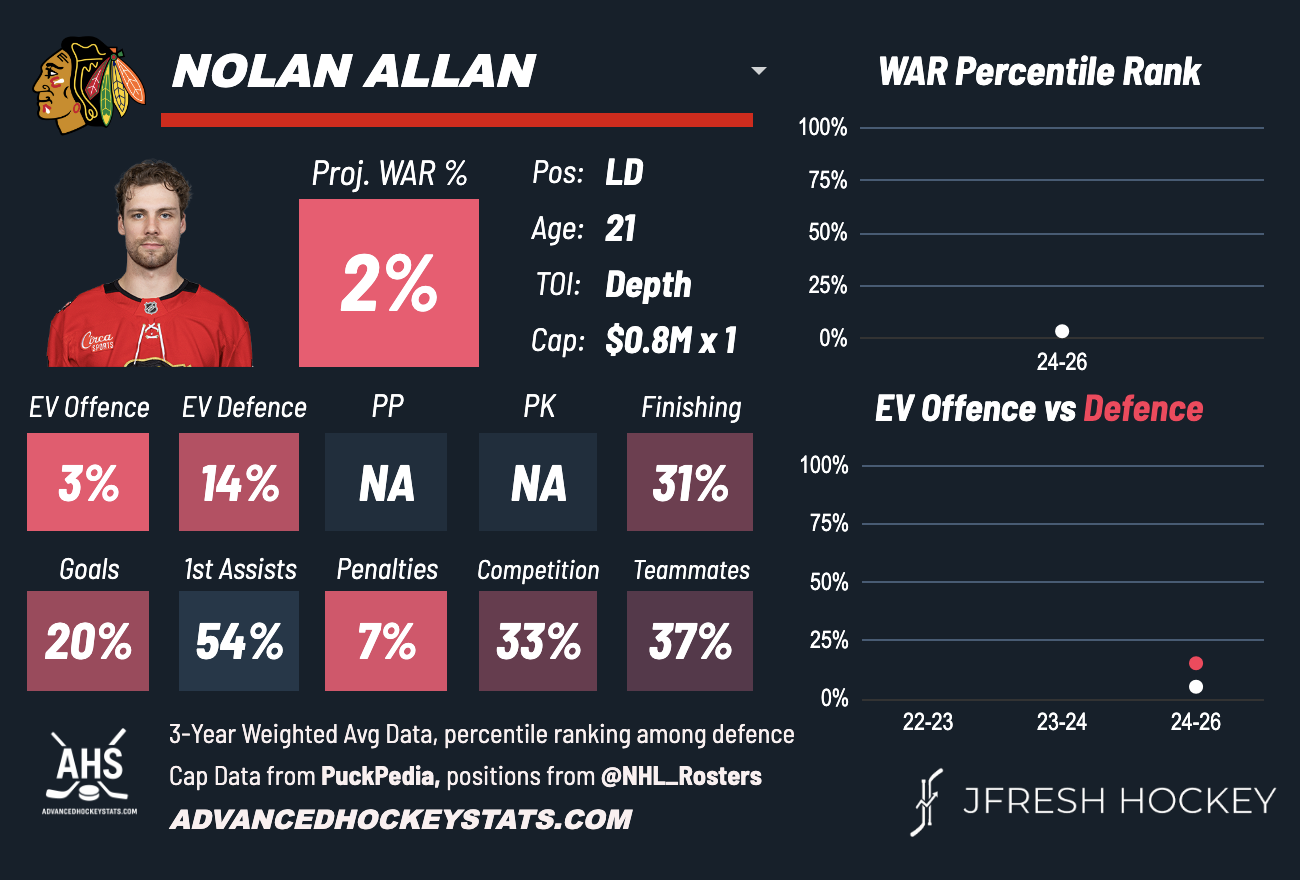 NOLAN ALLAN
Proj. WAR %
2%
Pos: LD
Age: 21
TOI: Depth
Cap: $0.8M x 1
Circa
SPORTS
EV Offence EV Defence PP PK Finishing
3% 14% NA NA 31%
Goals 1st Assists Penalties Competition Teammates
20% 54% 7% 33% 37%
WAR Percentile Rank
100%
75%
50%
25%
0%
24-26
EV Offence vs Defence
100%
75%
50%
25%
0%
22-23 23-24 24-26
AHS
ADVANCEDHOCKEYSTATS.COM
3-Year Weighted Avg Data, percentile ranking among defence
Cap Data from PuckPedia, positions from @NHL_Rosters
ADVANCEDHOCKEYSTATS.COM
JFRESH HOCKEY